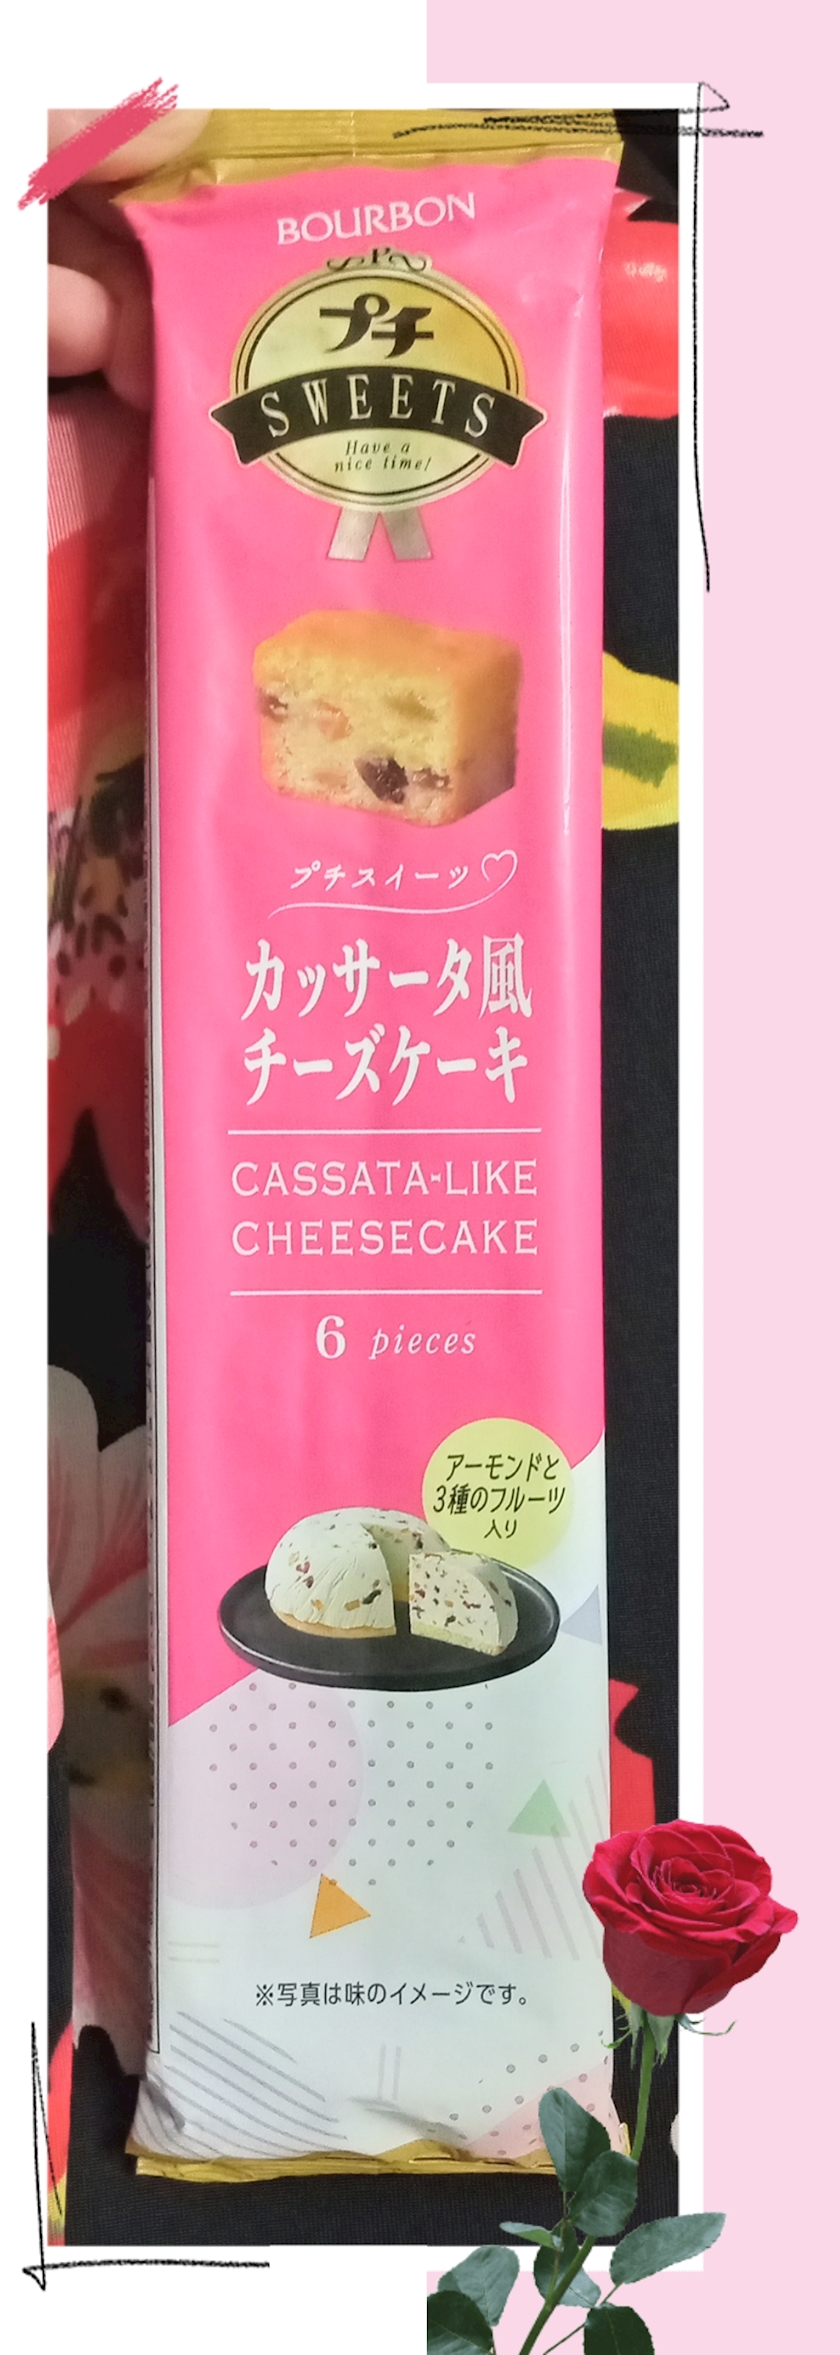 BOURBON
P
プチ
SWEETS
Have a
nice time!
プチスイーツ♡
カッサータ風
チーズケーキ
CASSATA-LIKE
CHEESECAKE
6 pieces
アーモンドと
3種のフルーツ
入り
※写真は味のイメージです。